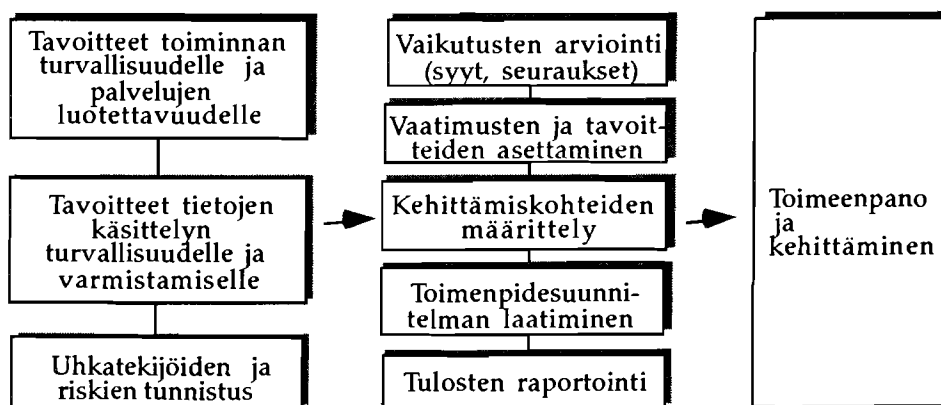 Tavoitteet toiminnan
turvallisuudelle ja
palvelujen
luotettavuudelle
Tavoitteet tietojen
käsittelyn
turvallisuudelle ja
varmistamiselle
Uhkatekijöiden ja
riskien tunnistus
Vaikutusten arviointi
(syyt, seuraukset)
Vaatimusten ja tavoit-
teiden asettaminen
Kehittämiskohteiden
määrittely
Toimenpidesuunni-
telman laatiminen
Tulosten raportointi
Toimeenpano
ja
kehittäminen